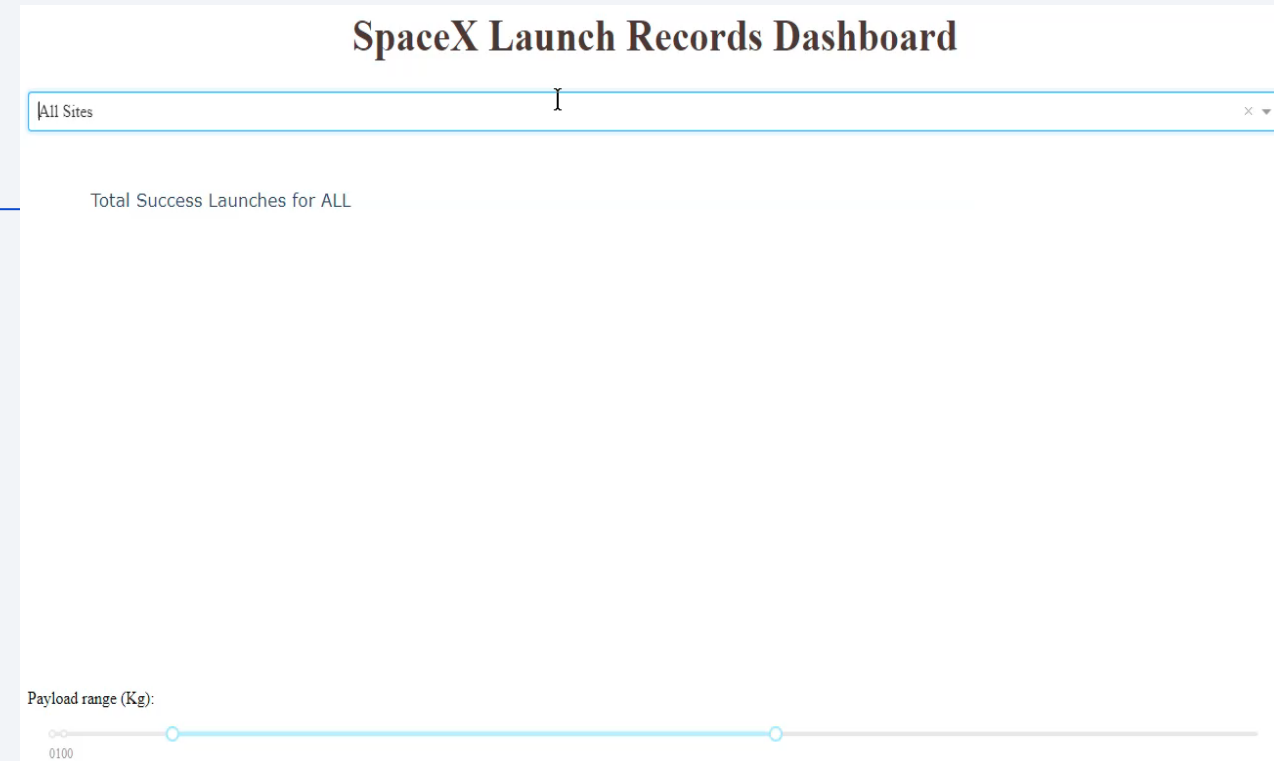 SpaceX Launch Records Dashboard
All Sites
Total Success Launches for ALL
Payload range (Kg):
0100